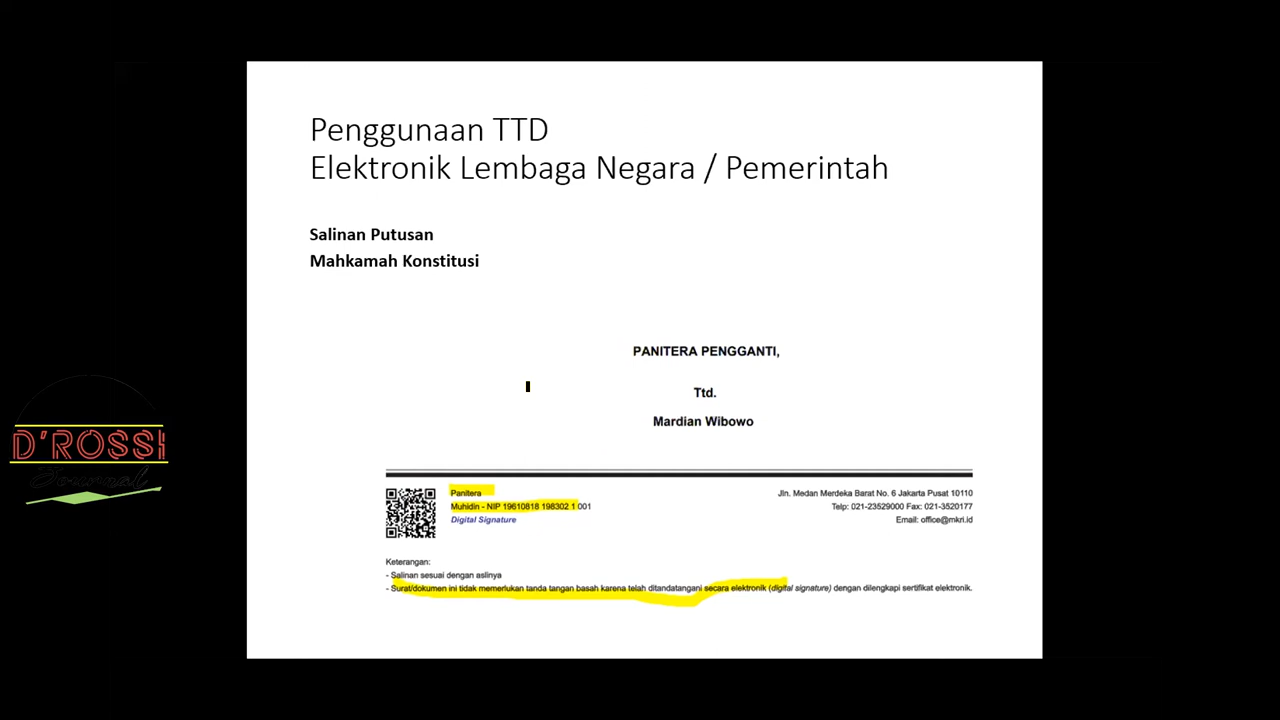 Penggunaan TTD
Elektronik Lembaga Negara / Pemerintah
Salinan Putusan
Mahkamah Konstitusi
PANITERA PENGGANTI,
Ttd.
Mardian Wibowo
D'ROSSI
Journal
Panitera
Muhidin - NIP 19610818 198302 1 001
Digital Signature
Jln. Medan Merdeka Barat No. 6 Jakarta Pusat 10110
Telp: 021-23529000 Fax: 021-3520177
Email: office@mkri.id
Keterangan:
- Salinan sesuai dengan aslinya
- Surat/dokumen ini tidak memerlukan tanda tangan basah karena telah ditandatangani secara elektronik (digital signature) dengan dilengkapi sertifikat elektronik.